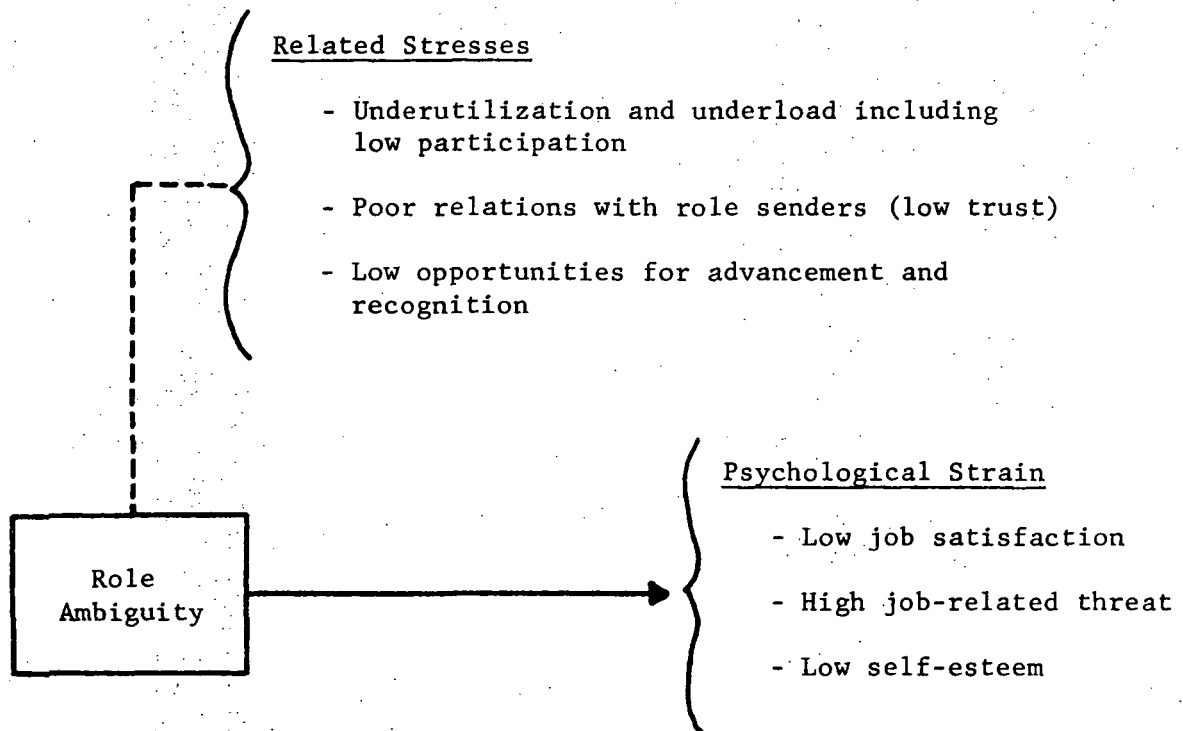 Related Stresses
- Underutilization and underload including
low participation
- Poor relations with role senders (low trust)
- Low opportunities for advancement and
recognition
Psychological Strain
- Low job satisfaction
- High job-related threat
- Low self-esteem
Role
Ambiguity